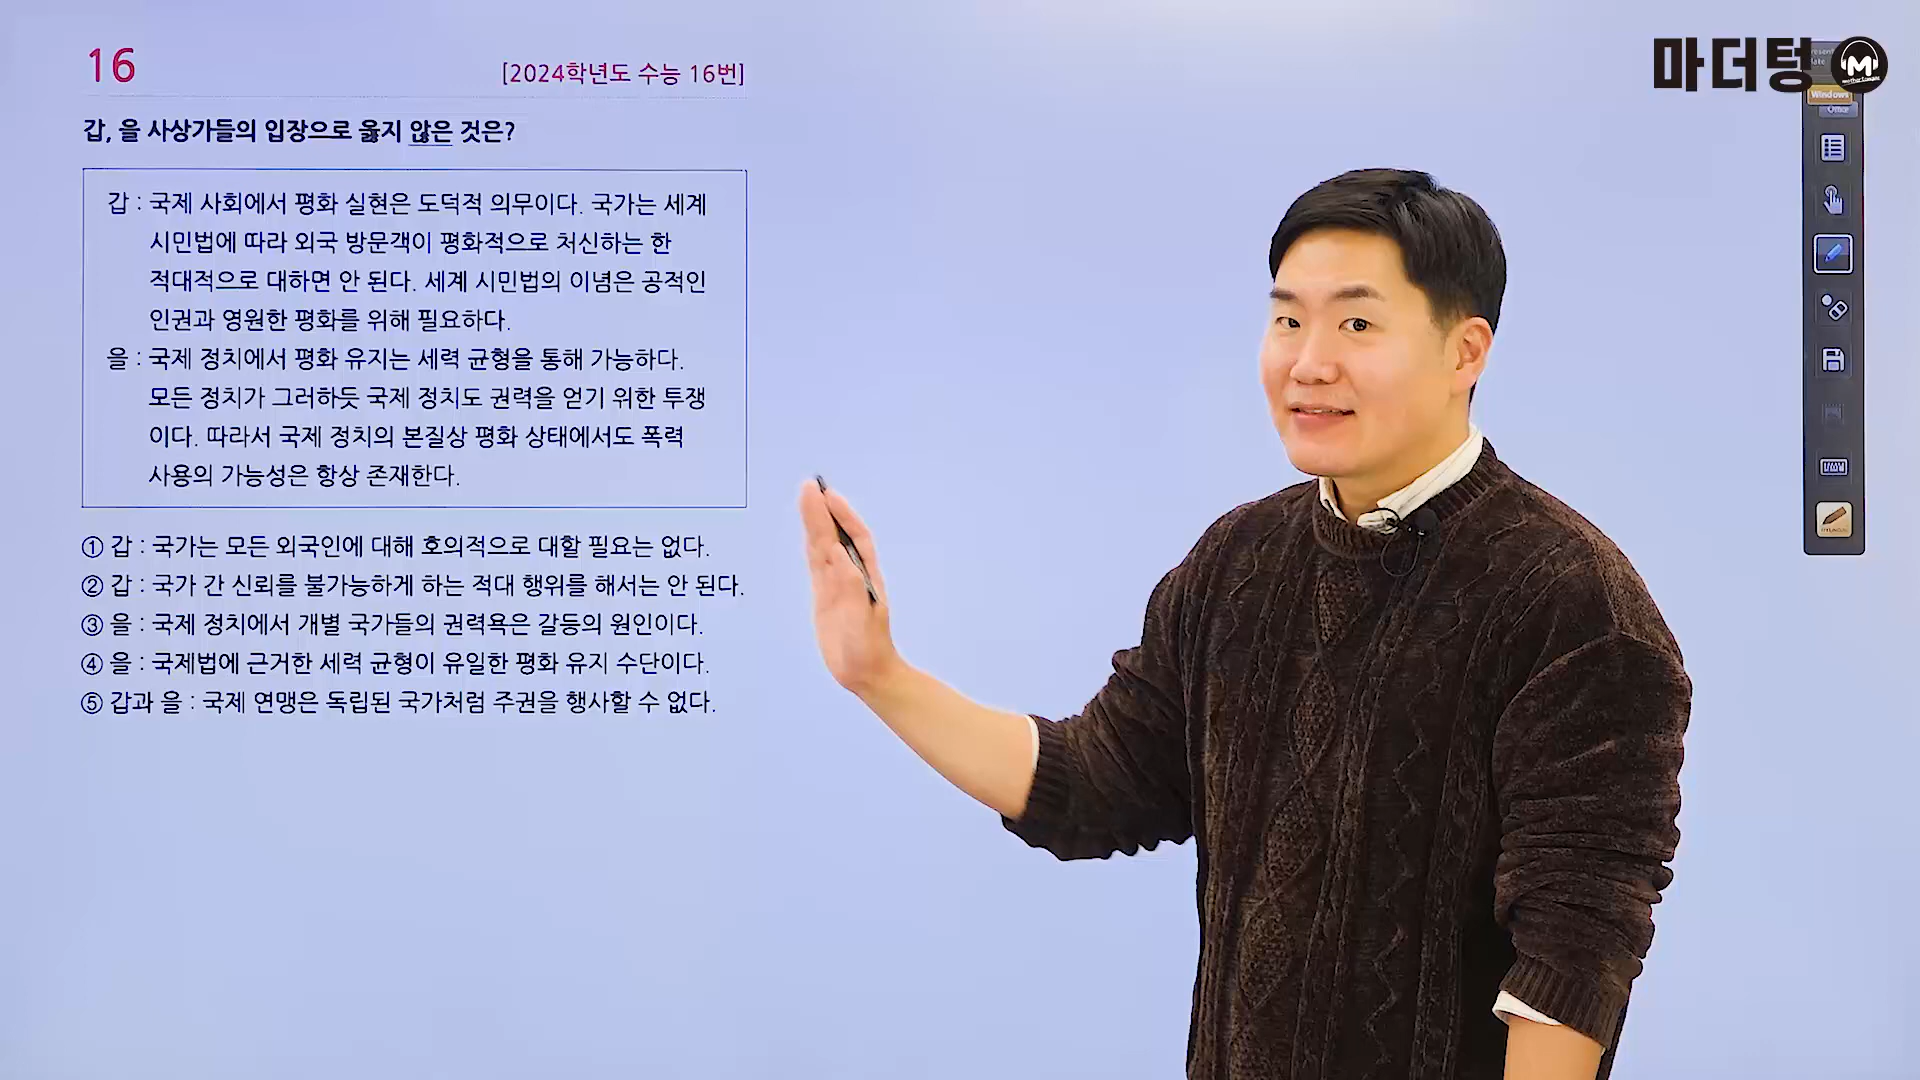 16
[2024학년도 수능 16번]
갑, 을 사상가들의 입장으로 옳지 않은 것은?
갑 : 국제 사회에서 평화 실현은 도덕적 의무이다. 국가는 세계
시민법에 따라 외국 방문객이 평화적으로 처신하는 한
적대적으로 대하면 안 된다. 세계 시민법의 이념은 공적인
인권과 영원한 평화를 위해 필요하다.
을 : 국제 정치에서 평화 유지는 세력 균형을 통해 가능하다.
모든 정치가 그러하듯 국제 정치도 권력을 얻기 위한 투쟁
이다. 따라서 국제 정치의 본질상 평화 상태에서도 폭력
사용의 가능성은 항상 존재한다.
① 갑 : 국가는 모든 외국인에 대해 호의적으로 대할 필요는 없다.
② 갑 : 국가 간 신뢰를 불가능하게 하는 적대 행위를 해서는 안 된다.
③ 을 : 국제 정치에서 개별 국가들의 권력욕은 갈등의 원인이다.
④ 을 : 국제법에 근거한 세력 균형이 유일한 평화 유지 수단이다.
⑤ 갑과 을 : 국제 연맹은 독립된 국가처럼 주권을 행사할 수 없다.
마더텅 M
Windows